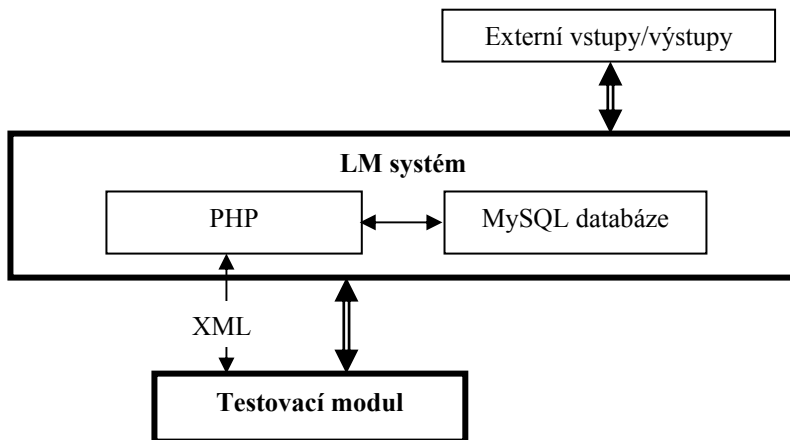 Externí vstupy/výstupy
LM systém
PHP
MySQL databáze
XML
Testovací modul